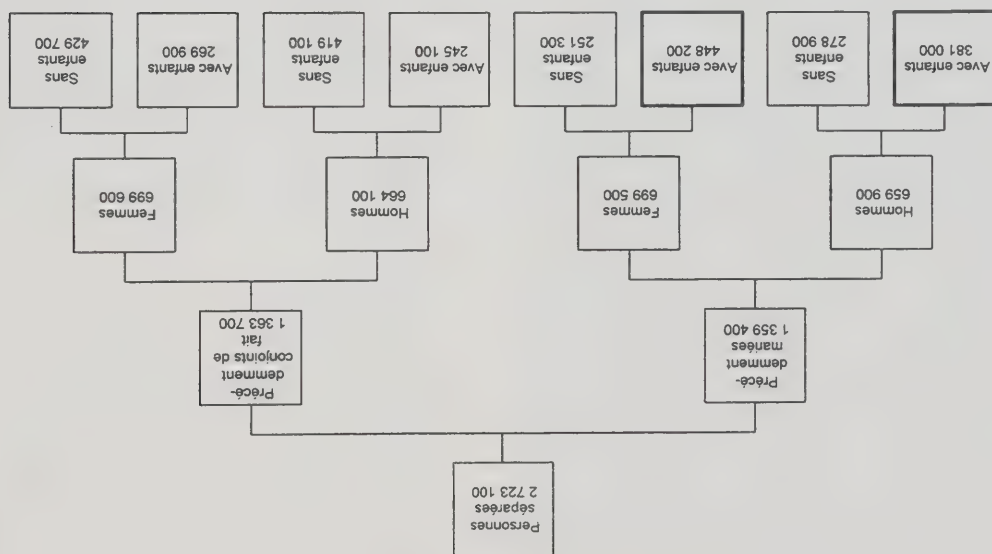 Personnes
séparées
2 723 100
Précé-
demment
mariées
1 359 400
Précé-
demment
conjoints de
fait
1 363 700
Hommes
659 900
Femmes
699 500
Hommes
664 100
Femmes
699 600
Avec enfants
381 000
Sans
enfants
278 900
Avec enfants
448 200
Sans
enfants
251 300
Avec enfants
245 100
Sans
enfants
419 100
Avec enfants
269 900
Sans
enfants
429 700